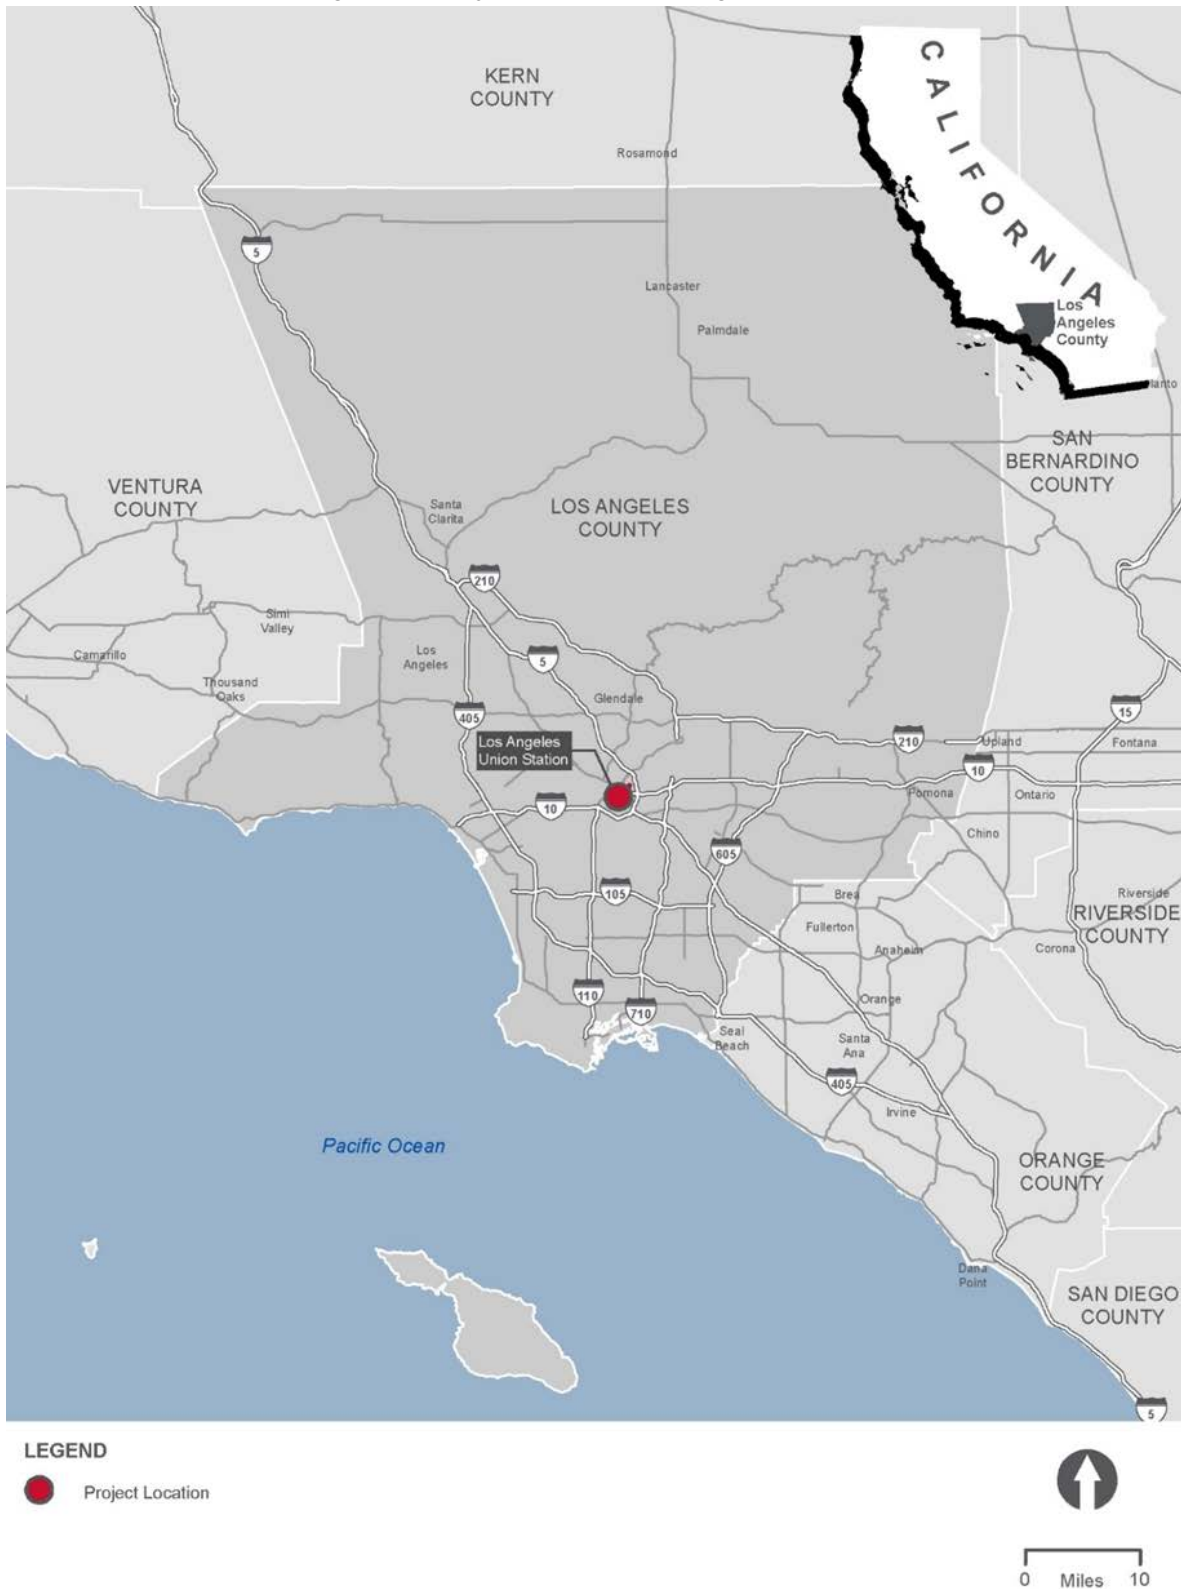 KERN
COUNTY
CALIFORNIA
Rosamond
5
Lancaster
Palmdale
Los
Angeles
County
SAN
BERNARDINO
COUNTY
VENTURA
COUNTY
Santa
Clarita
LOS ANGELES
COUNTY
210
Simi
Valley
Camarillo
Los
Angeles
5
Thousand
Oaks
Glendale
405
15
Los Angeles
Union Station
210
Upland
Fontana
10
Pomona
Ontario
10
Chino
605
105
Brea
Riverside
Fullerton
RIVERSIDE
COUNTY
Anaheim
Corona
110
Orange
710
Seal
Beach
Santa
Ana
405
Irvine
Pacific Ocean
ORANGE
COUNTY
Dana
Point
SAN DIEGO
COUNTY
5
LEGEND
Project Location
0 Miles 10